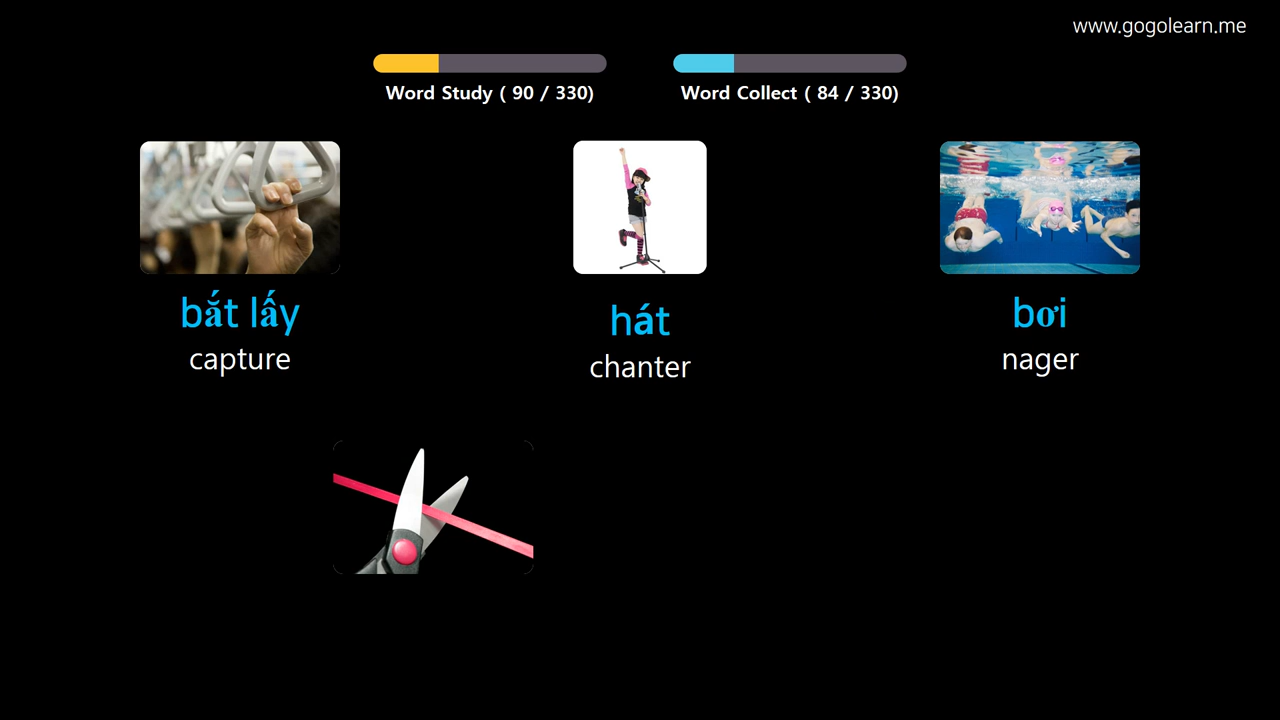 www.gogolearn.me
Word Study ( 90 / 330)
Word Collect ( 84 / 330)
bắt lấy
capture
hát
chanter
bơi
nager